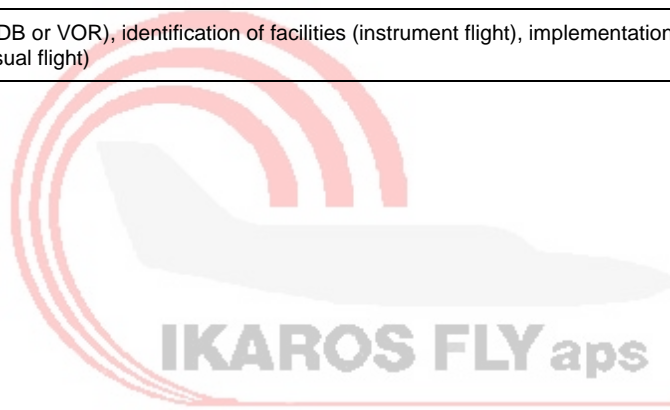 DB or VOR), identification of facilities (instrument flight), implementation
sual flight)
IKAROS FLY aps